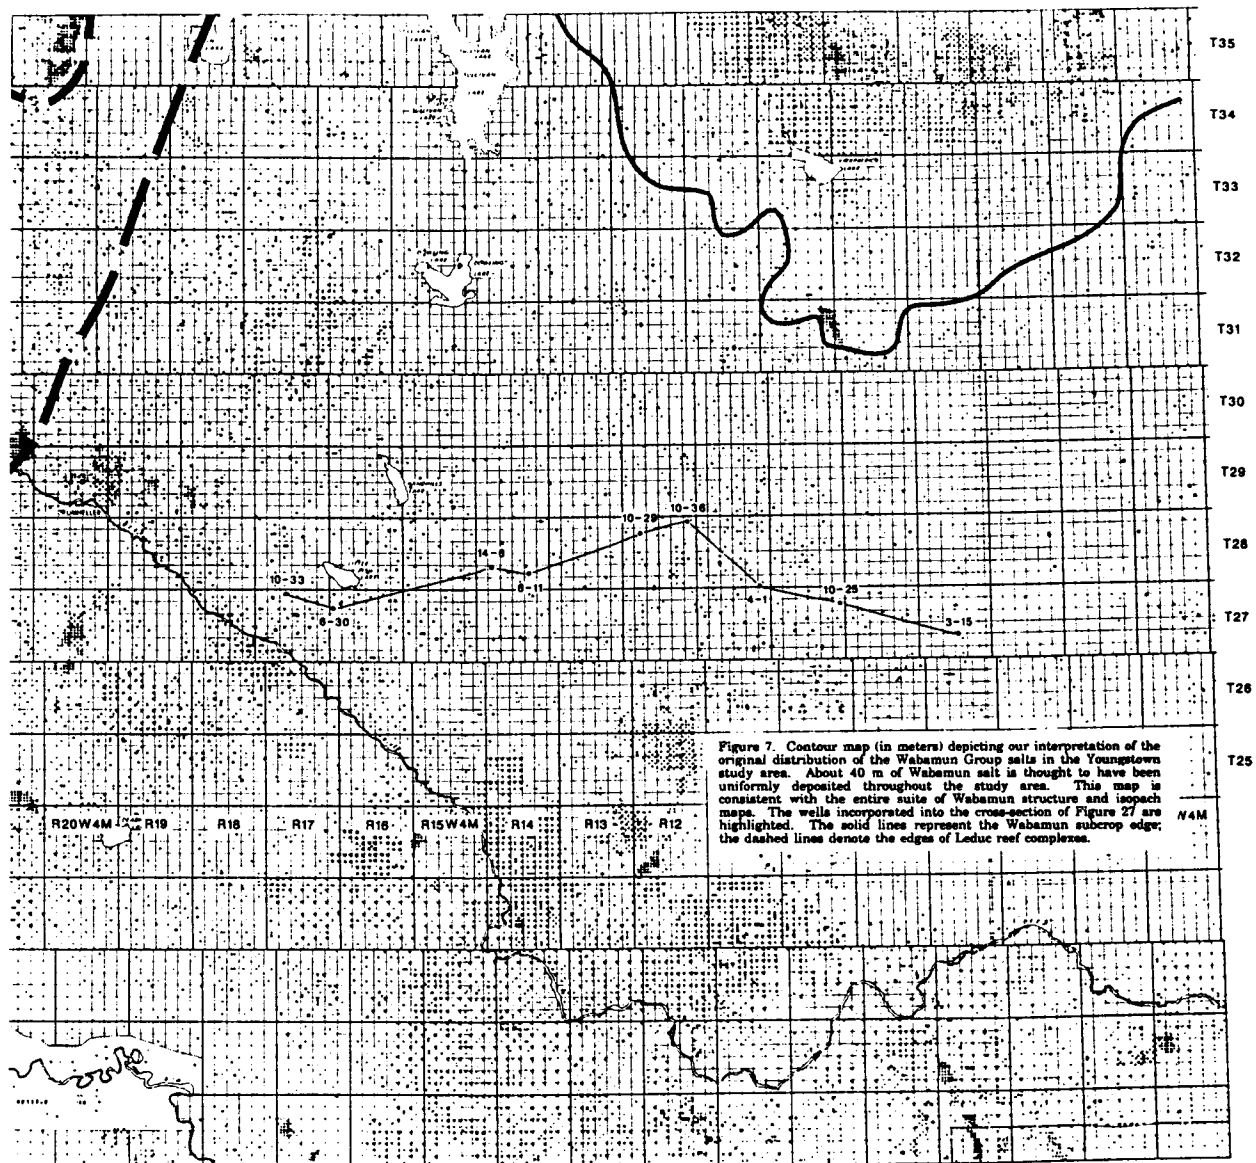 T35
T34
T33
T32
T31
T30
T29
10-29
10-36
T28
14-6
6-11
10-33
6-30
4-1
10-25
3-15
T27
T26
Figure 7. Contour map (in meters) depicting our interpretation of the
original distribution of the Wabamun Group salts in the Youngstown
study area. About 40 m of Wabamun salt is thought to have been
uniformly deposited throughout the study area. This map is
consistent with the entire suite of Wabamun structure and isopach
maps. The wells incorporated into the cross-section of Figure 27 are
highlighted. The solid lines represent the Wabamun subcrop edge;
the dashed lines denote the edges of Leduc reef complexes.
T25
R20W4M R19 R18 R17 R16 R15W4M R14 R13 R12 W4M